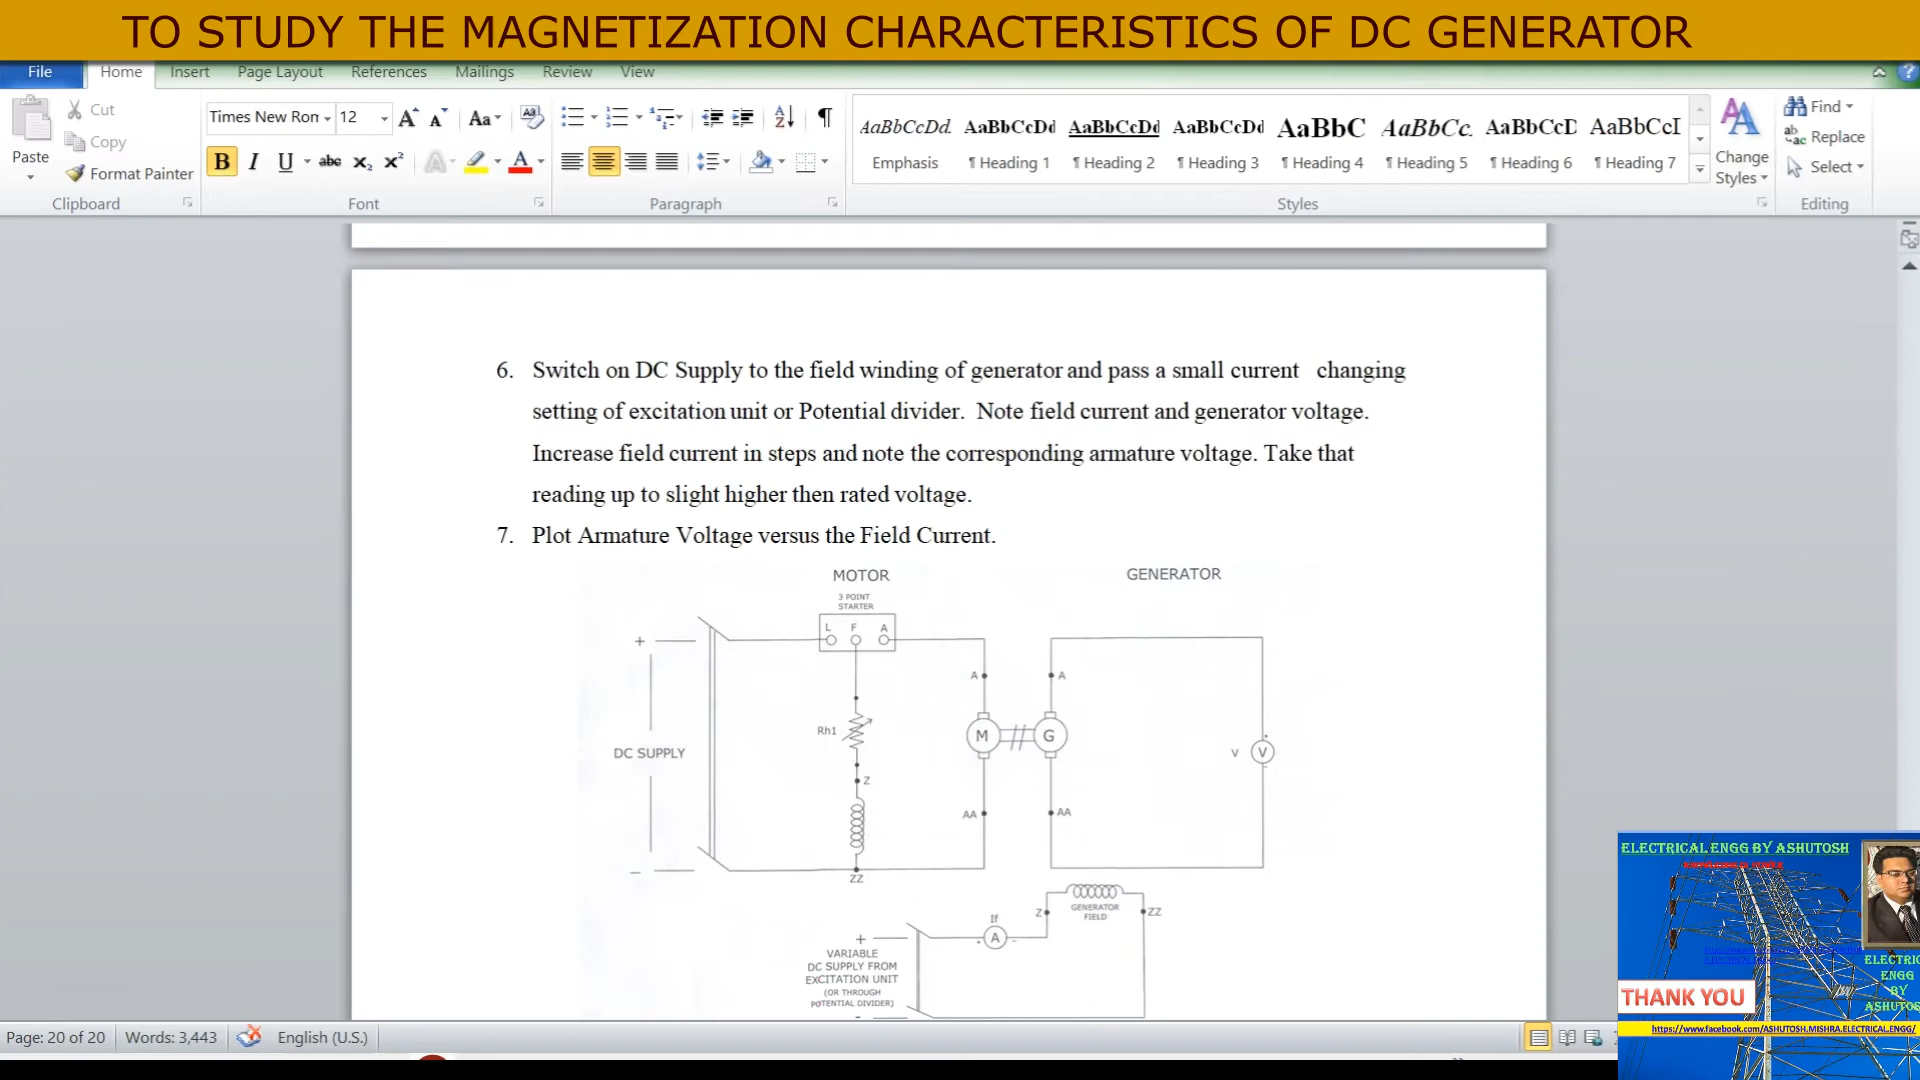 TO STUDY THE MAGNETIZATION CHARACTERISTICS OF DC GENERATOR
File Home Insert Page Layout References Mailings Review View
Paste
Cut
Copy
Format Painter
Clipboard
Times New Ron 12
Font
Paragraph
AaBbCcDd. AaBbCcDd AaBbCcDd AaBbCcDd AaBbC AaBbCc. AaBbCcD AaBbCcI
Emphasis ¶ Heading 1 ¶ Heading 2 ¶ Heading 3 ¶ Heading 4 ¶ Heading 5 ¶ Heading 6 ¶ Heading 7
Styles
Change
Styles
Find
Replace
Select
Editing
6. Switch on DC Supply to the field winding of generator and pass a small current changing
setting of excitation unit or Potential divider. Note field current and generator voltage.
Increase field current in steps and note the corresponding armature voltage. Take that
reading up to slight higher then rated voltage.
7. Plot Armature Voltage versus the Field Current.
MOTOR
GENERATOR
3 POINT
STARTER
L F A
+
A
A
Rh1
M
G
DC SUPPLY
V
V
Z
AA
AA
-
ZZ
GENERATOR
FIELD
Z
ZZ
If
A
+
-
+
VARIABLE
DC SUPPLY FROM
EXCITATION UNIT
(OR THROUGH
POTENTIAL DIVIDER)
-
ELECTRICAL ENGG BY ASHUTOSH
ELECTRIC
ENGG
BY
ASHUTOS
THANK YOU
https://www.facebook.com/ASHUTOSH.MISHRA.ELECTRICAL.ENGG/
Page: 20 of 20 Words: 3,443 English (U.S.)